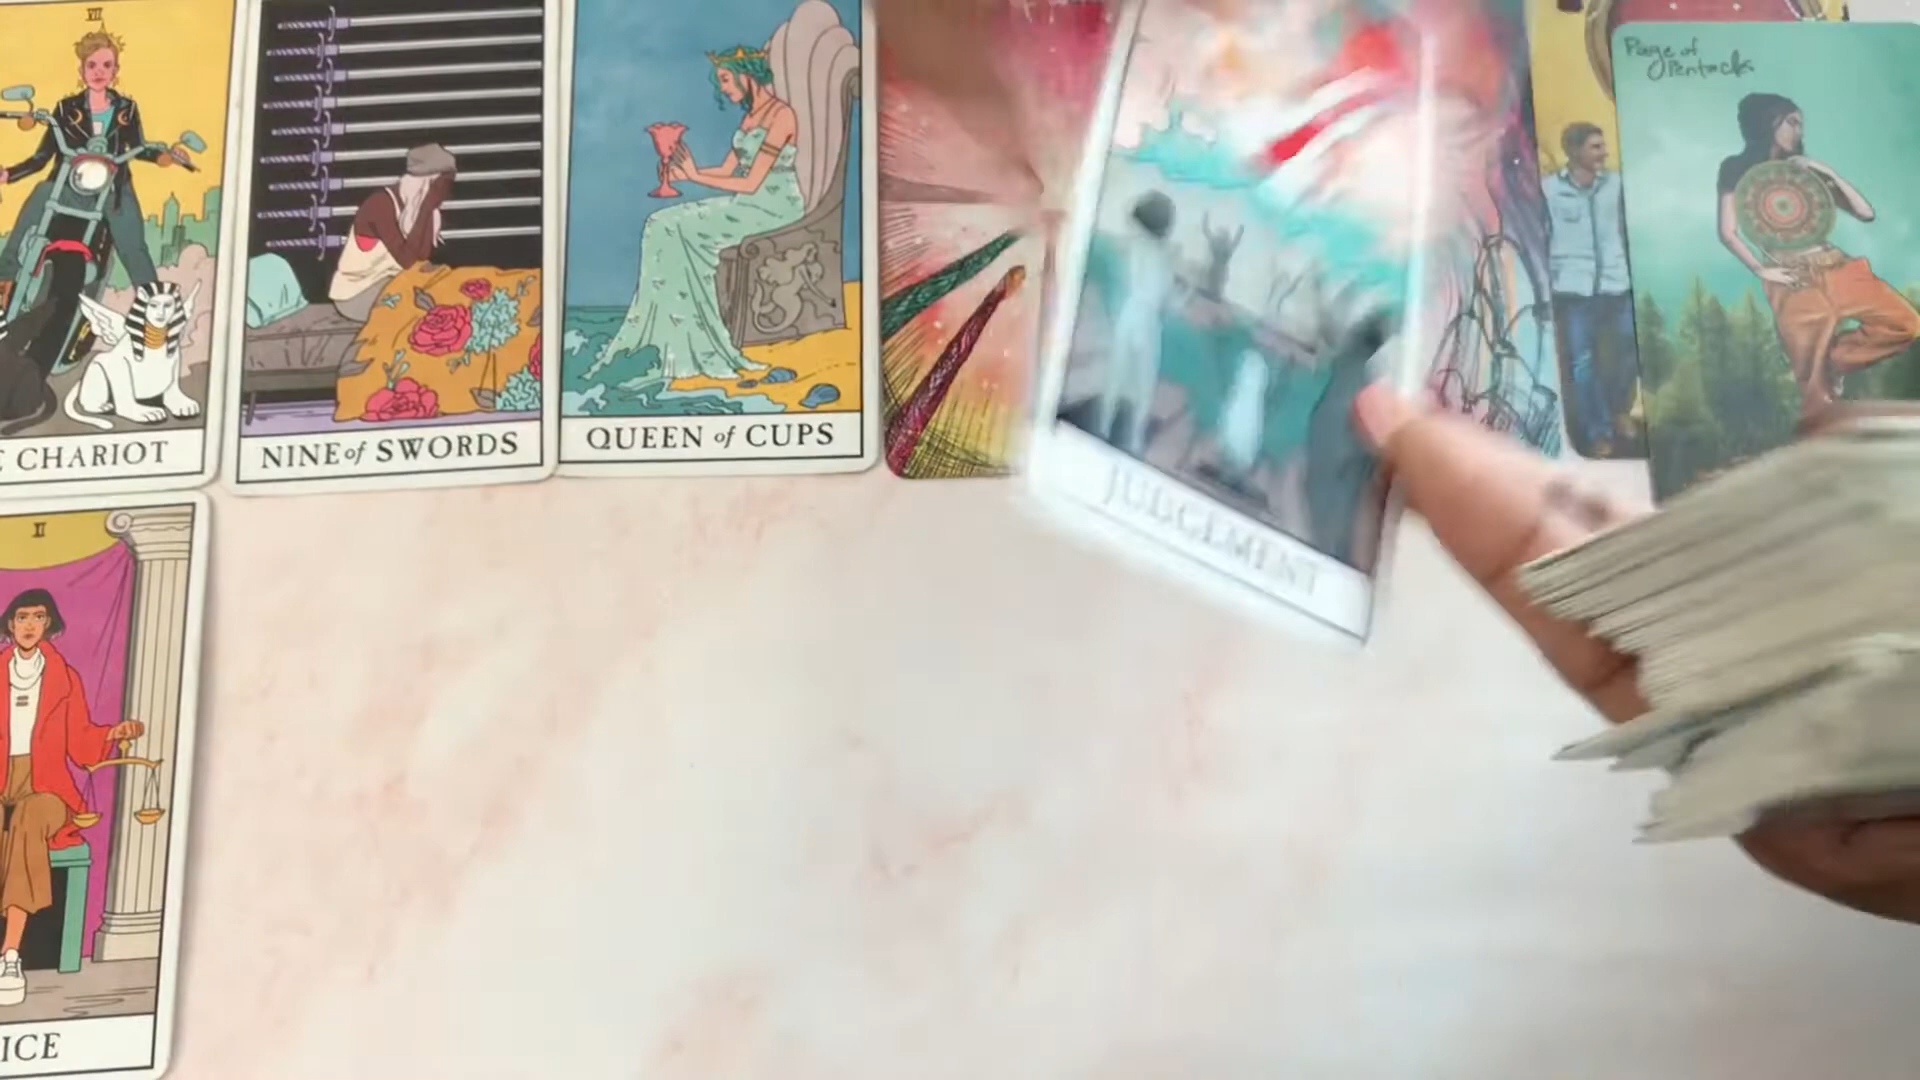 VII
E CHARIOT
NINE of SWORDS
QUEEN of CUPS
JUDGEMENT
Page of
Pentacles
II
ICE